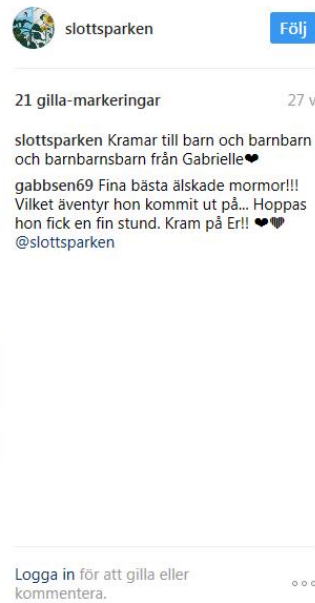 slottsparken
Följ
21 gilla-markeringar
27 v
slottsparken Kramar till barn och barnbarn
och barnbarnsbarn från Gabrielle❤
gabbsen69 Fina bästa älskade mormor!!!
Vilket äventyr hon kommit ut på... Hoppas
hon fick en fin stund. Kram på Er!! ❤💗
@slottsparken
Logga in för att gilla eller
kommentera.